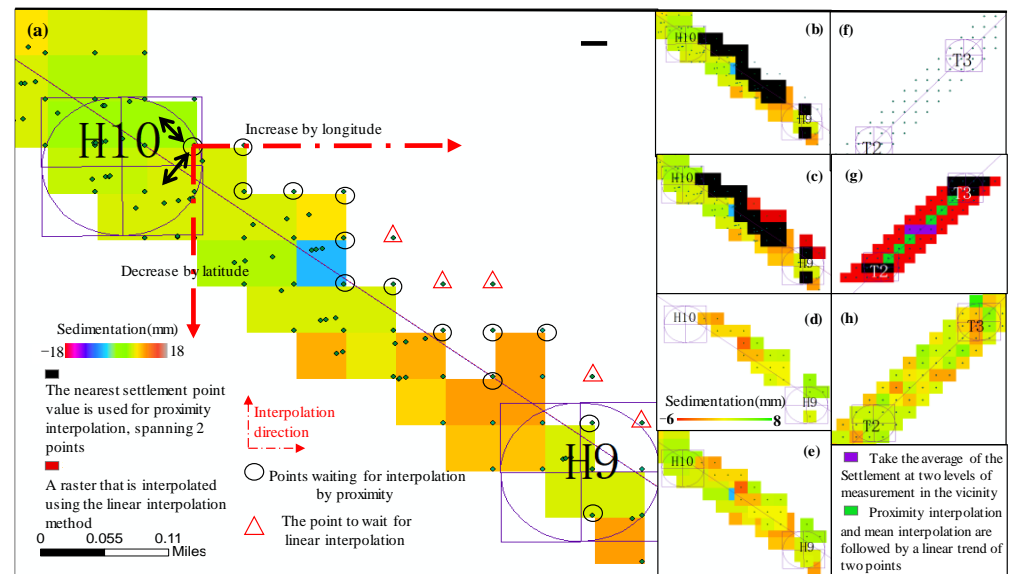 (a)
H10
Increase by longitude
Decrease by latitude
Sedimentation(mm)
−18 18
The nearest settlement point
value is used for proximity
interpolation, spanning 2
points
A raster that is interpolated
using the linear interpolation
method
0 0.055 0.11
Miles
Interpolation
direction
Points waiting for interpolation
by proximity
The point to wait for
linear interpolation
H9
(b)
H10
H9
(c)
H10
H9
(d)
H10
H9
Sedimentation(mm)
−6 8
(e)
H10
H9
(f)
T3
T2
(g)
T3
T2
(h)
T3
T2
Take the average of the
Settlement at two levels of
measurement in the vicinity
Proximity interpolation
and mean interpolation are
followed by a linear trend of
two points